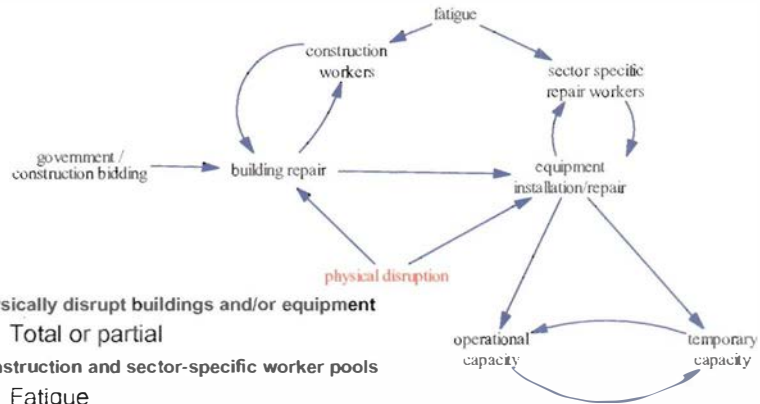 fatigue
construction
workers
sector specific
repair workers
government /
construction bidding
building repair
equipment
installation/repair
physical disruption
sically disrupt buildings and/or equipment
Total or partial
operational
capacity
temporary
capacity
nstruction and sector-specific worker pools
Fatigue